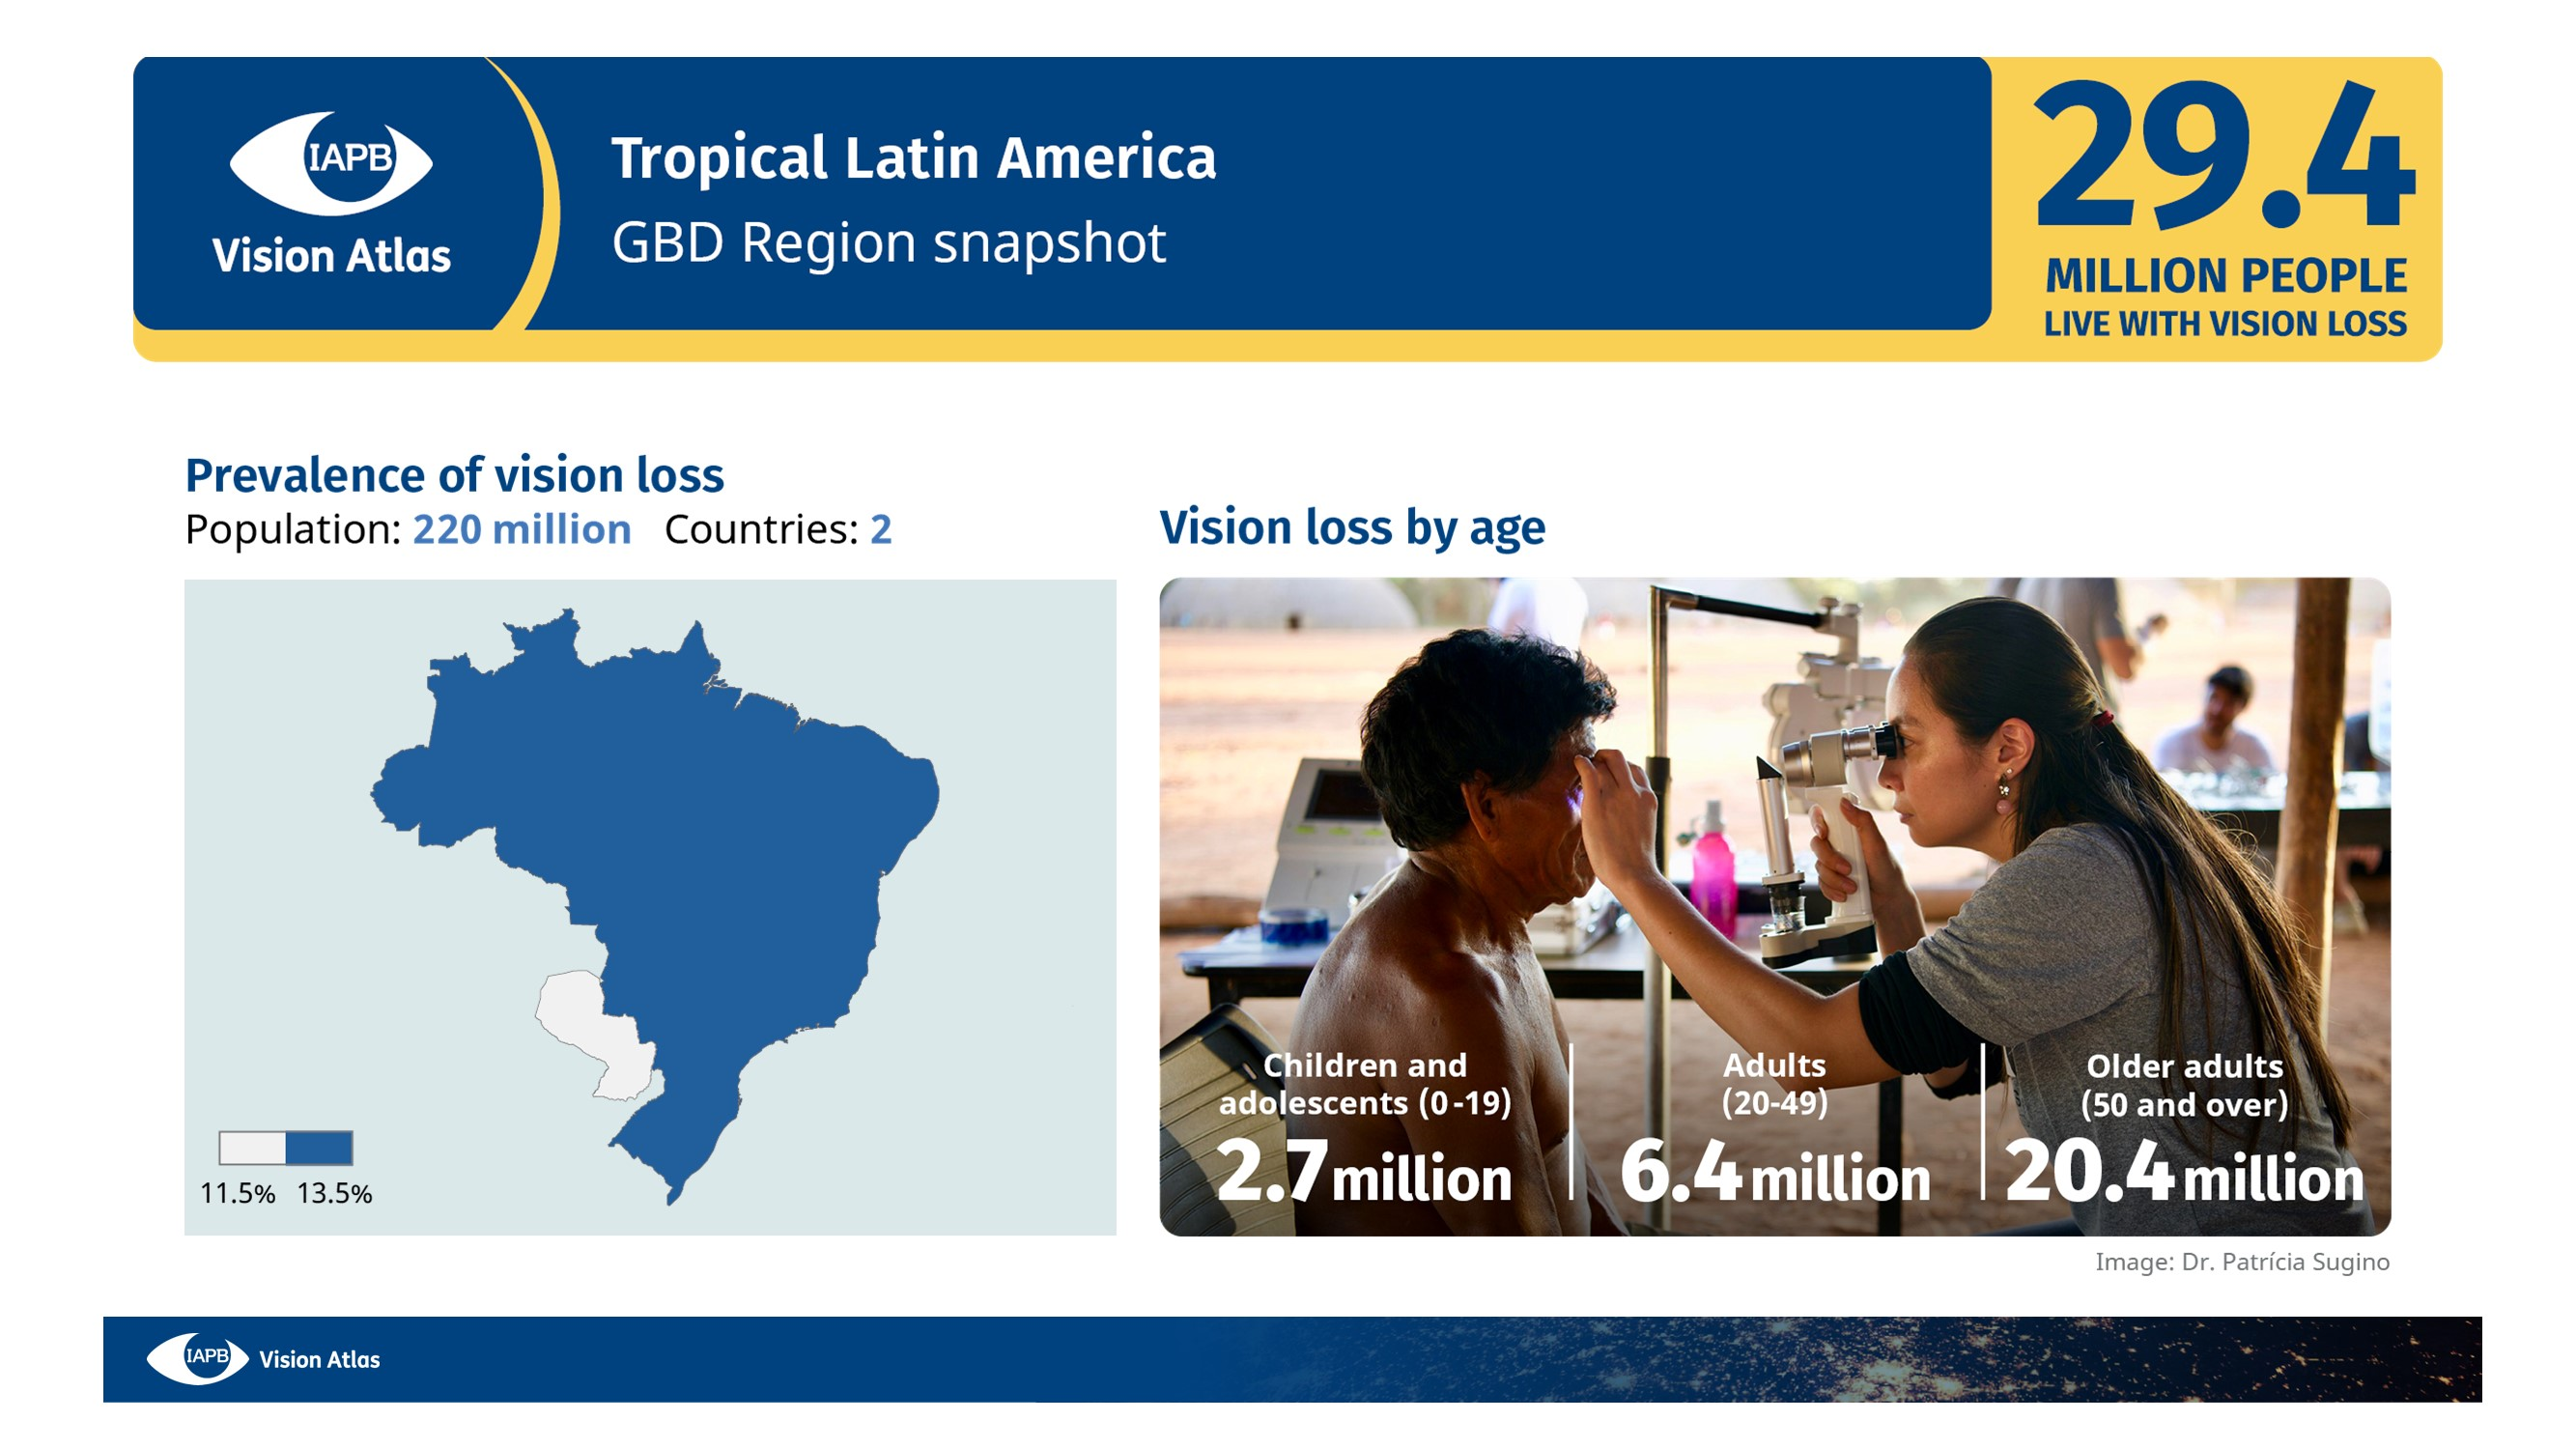 IAPB
Vision Atlas
Tropical Latin America
GBD Region snapshot
29.4
MILLION PEOPLE
LIVE WITH VISION LOSS
Prevalence of vision loss
Population: 220 million Countries: 2
11.5% 13.5%
Vision loss by age
Children and
adolescents (0-19)
2.7 million
Adults
(20-49)
6.4 million
Older adults
(50 and over)
20.4 million
Image: Dr. Patrícia Sugino
IAPB Vision Atlas